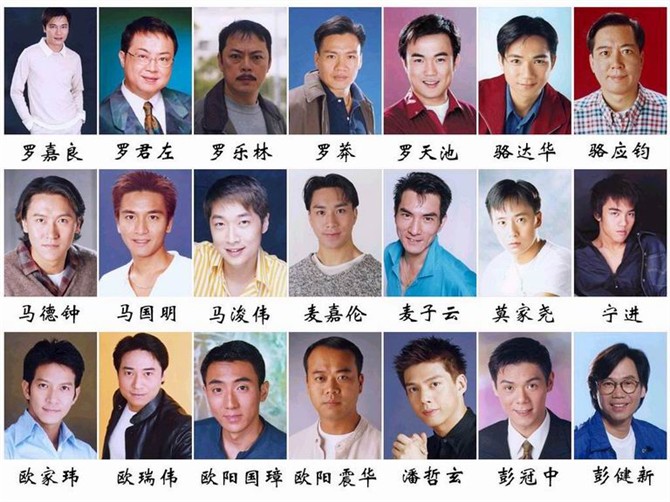 罗嘉良 罗君左 罗乐林 罗莽 罗天池 骆达华 骆应钧
马德钟 马国明 马浚伟 麦嘉伦 麦子云 莫家尧 宁进
欧家玮 欧瑞伟 欧阳国璋 欧阳震华 潘哲玄 彭冠中 彭健新